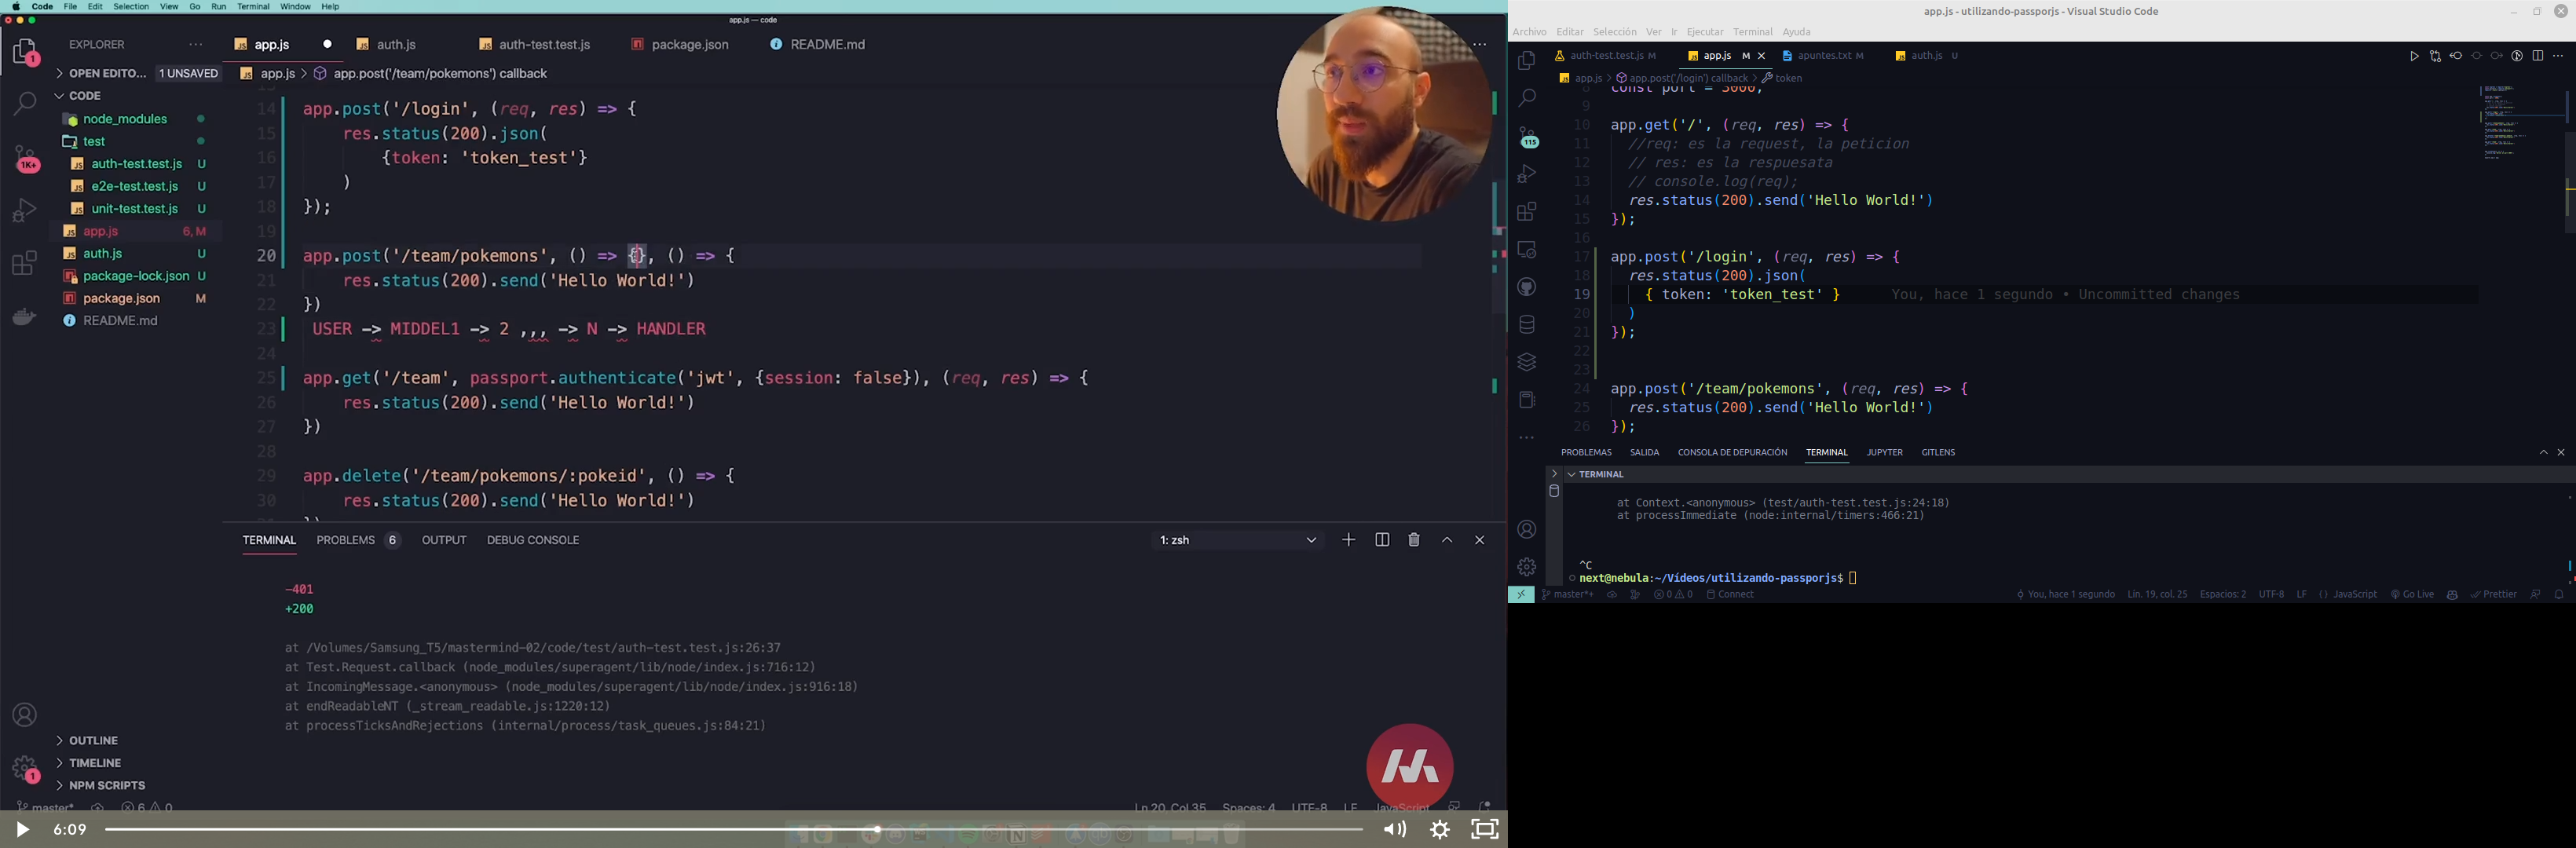 Code File Edit Selection View Go Run Terminal Window Help
app.js — code
EXPLORER
OPEN EDITO... 1 UNSAVED
CODE
node_modules
test
auth-test.test.js U
e2e-test.test.js U
unit-test.test.js U
app.js 6, M
auth.js U
package-lock.json U
package.json M
README.md
OUTLINE
TIMELINE
NPM SCRIPTS
1
1K+
1
app.js
auth.js
auth-test.test.js
package.json
README.md
app.js > app.post('/team/pokemons') callback
14 app.post('/login', (req, res) => {
15 res.status(200).json(
16 {token: 'token_test'}
17 )
18 });
19
20 app.post('/team/pokemons', () => {}, () => {
21 res.status(200).send('Hello World!')
22 })
23 USER -> MIDDEL1 -> 2 ,,, -> N -> HANDLER
24
25 app.get('/team', passport.authenticate('jwt', {session: false}), (req, res) => {
26 res.status(200).send('Hello World!')
27 })
28
29 app.delete('/team/pokemons/:pokeid', () => {
30 res.status(200).send('Hello World!')
TERMINAL PROBLEMS 6 OUTPUT DEBUG CONSOLE
1: zsh
-401
+200
at /Volumes/Samsung_T5/mastermind-02/code/test/auth-test.test.js:26:37
at Test.Request.callback (node_modules/superagent/lib/node/index.js:716:12)
at IncomingMessage.<anonymous> (node_modules/superagent/lib/node/index.js:916:18)
at endReadableNT (_stream_readable.js:1220:12)
at processTicksAndRejections (internal/process/task_queues.js:84:21)
master* 6 0
Ln 20, Col 35 Spaces: 4 UTF-8 LF JavaScript
6:09
app.js - utilizando-passporjs - Visual Studio Code
Archivo Editar Selección Ver Ir Ejecutar Terminal Ayuda
auth-test.test.js M
app.js M
apuntes.txt M
auth.js U
app.js > app.post('/login') callback > token
115
8 const port = 3000;
9
10 app.get('/', (req, res) => {
11 //req: es la request, la peticion
12 // res: es la respuesata
13 // console.log(req);
14 res.status(200).send('Hello World!')
15 });
16
17 app.post('/login', (req, res) => {
18 res.status(200).json(
19 { token: 'token_test' } You, hace 1 segundo • Uncommitted changes
20 )
21 });
22
23
24 app.post('/team/pokemons', (req, res) => {
25 res.status(200).send('Hello World!')
26 });
PROBLEMAS SALIDA CONSOLA DE DEPURACIÓN TERMINAL JUPYTER GITLENS
TERMINAL
at Context.<anonymous> (test/auth-test.test.js:24:18)
at processImmediate (node:internal/timers:466:21)
^C
next@nebula:~/Vídeos/utilizando-passporjs$
master*+ 0 0 Connect
You, hace 1 segundo Lín. 19, col. 25 Espacios: 2 UTF-8 LF {} JavaScript Go Live Prettier